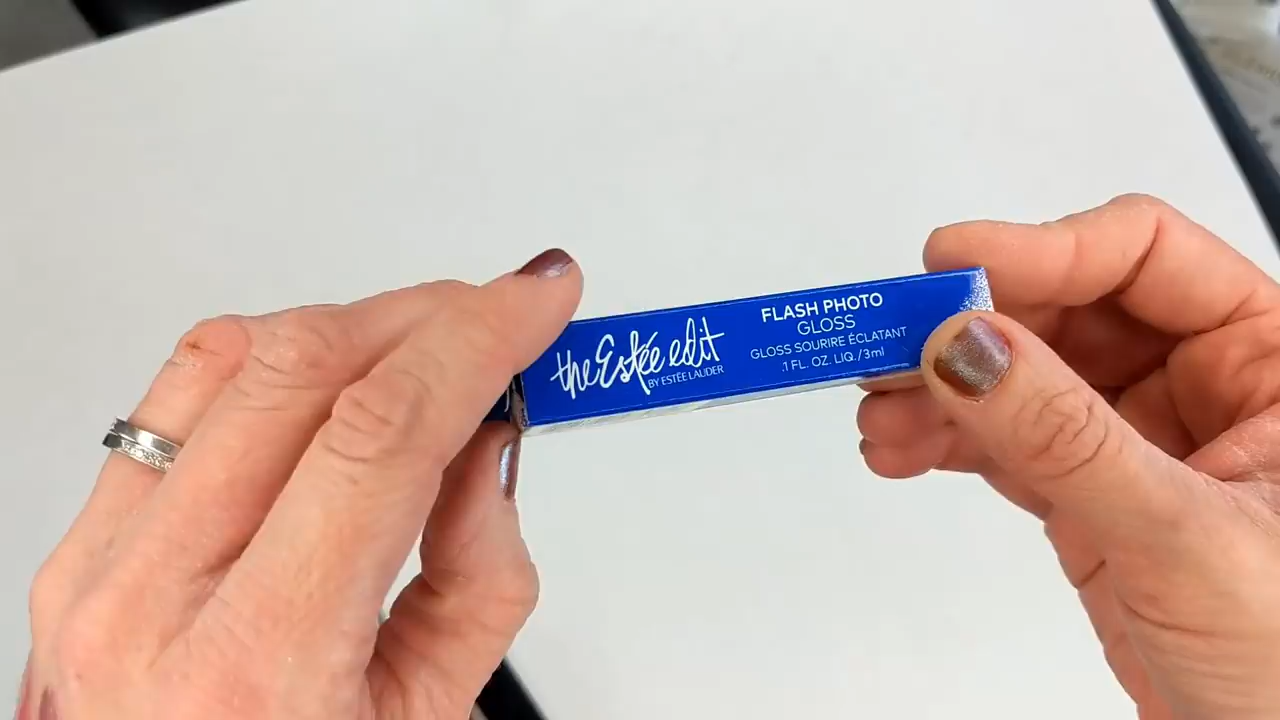 the Estée edit
BY ESTÉE LAUDER
FLASH PHOTO
GLOSS
GLOSS SOURIRE ÉCLATANT
.1 FL. OZ. LIQ./3ml